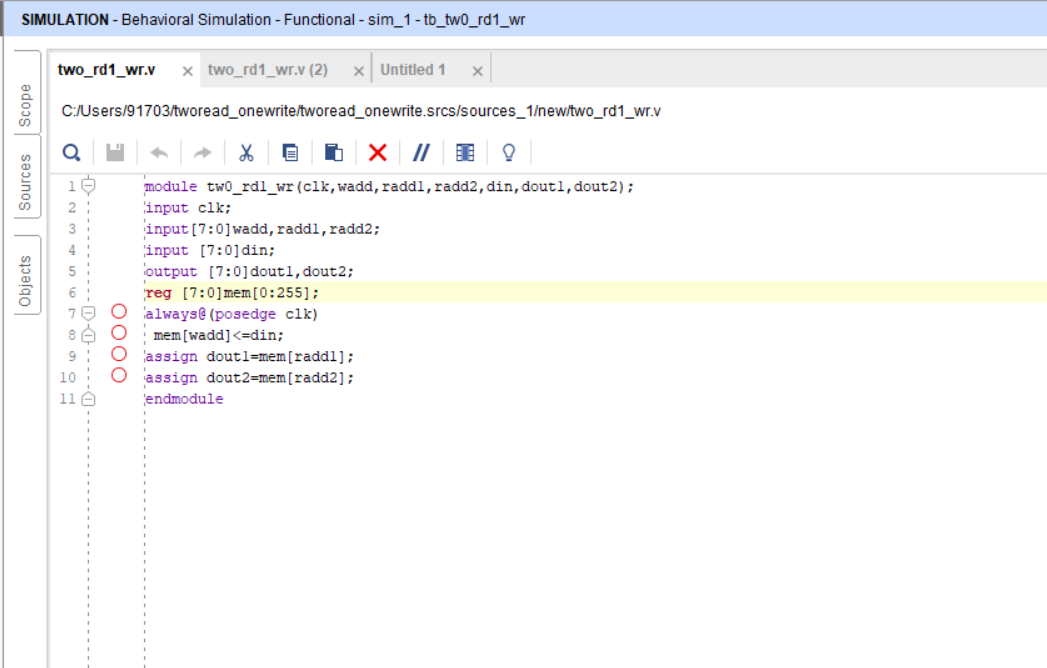 SIMULATION - Behavioral Simulation - Functional - sim_1 - tb_tw0_rd1_wr
Scope
Sources
Objects
two_rd1_wr.v × two_rd1_wr.v (2) × Untitled 1 ×
C:/Users/91703/tworead_onewrite/tworead_onewrite.srcs/sources_1/new/two_rd1_wr.v
1 module tw0_rd1_wr(clk,wadd,radd1,radd2,din,dout1,dout2);
2 input clk;
3 input[7:0]wadd,radd1,radd2;
4 input [7:0]din;
5 output [7:0]dout1,dout2;
6 reg [7:0]mem[0:255];
7 always@(posedge clk)
8 mem[wadd]<=din;
9 assign dout1=mem[radd1];
10 assign dout2=mem[radd2];
11 endmodule